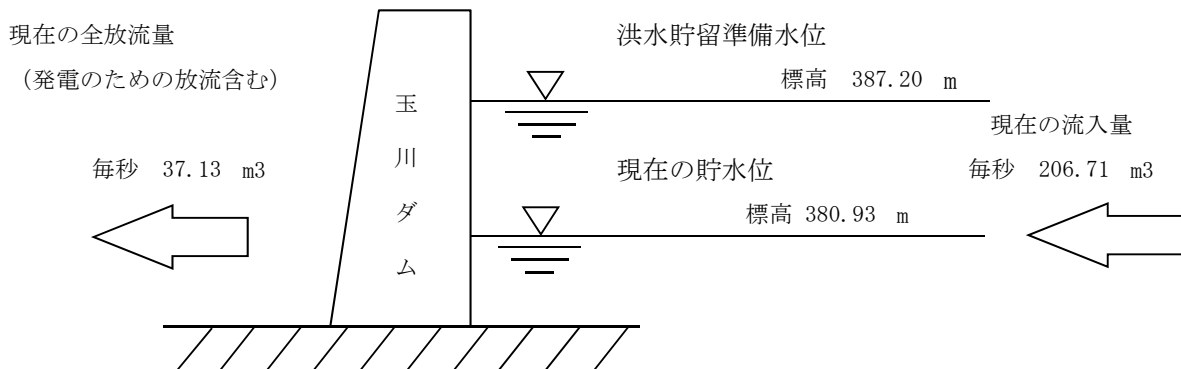 現在の全放流量
（発電のための放流含む）
毎秒　37.13　m3
玉川ダム
洪水貯留準備水位
標高　387.20　m
現在の貯水位
標高 380.93　m
現在の流入量
毎秒　206.71　m3